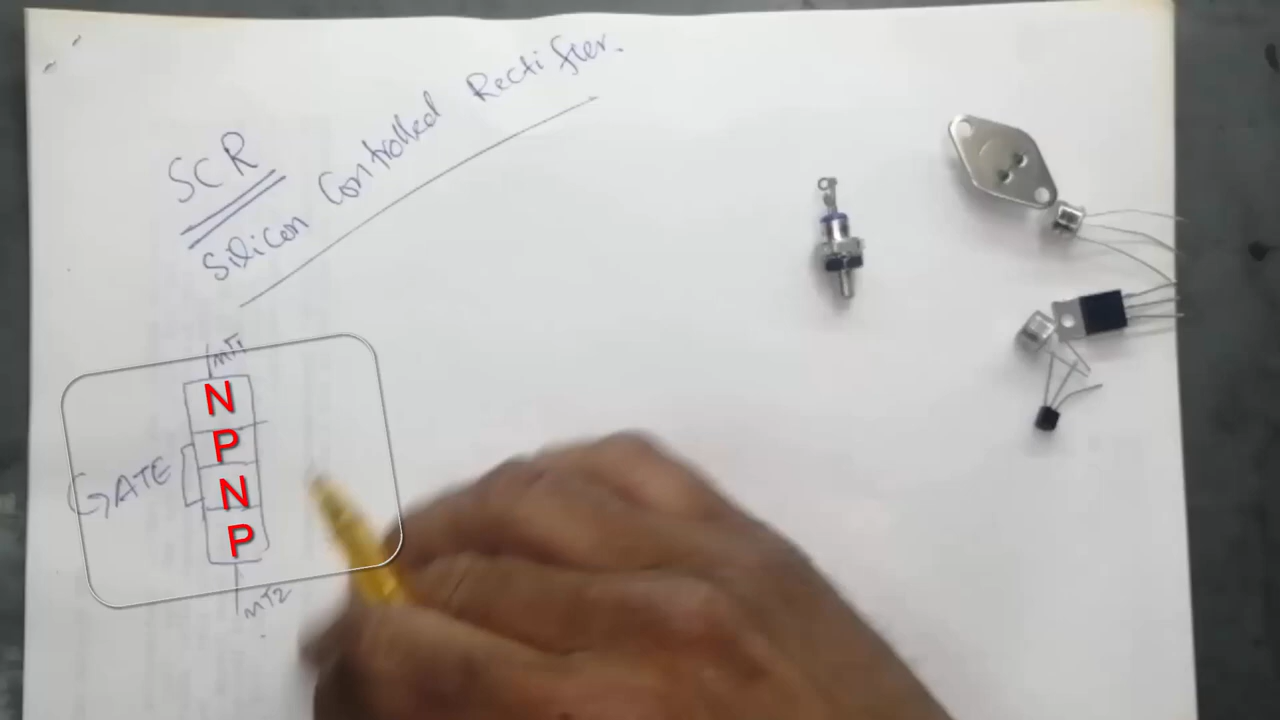 SCR
Silicon Controlled Rectifier.
MT1
N
P
GATE
N
P
MT2